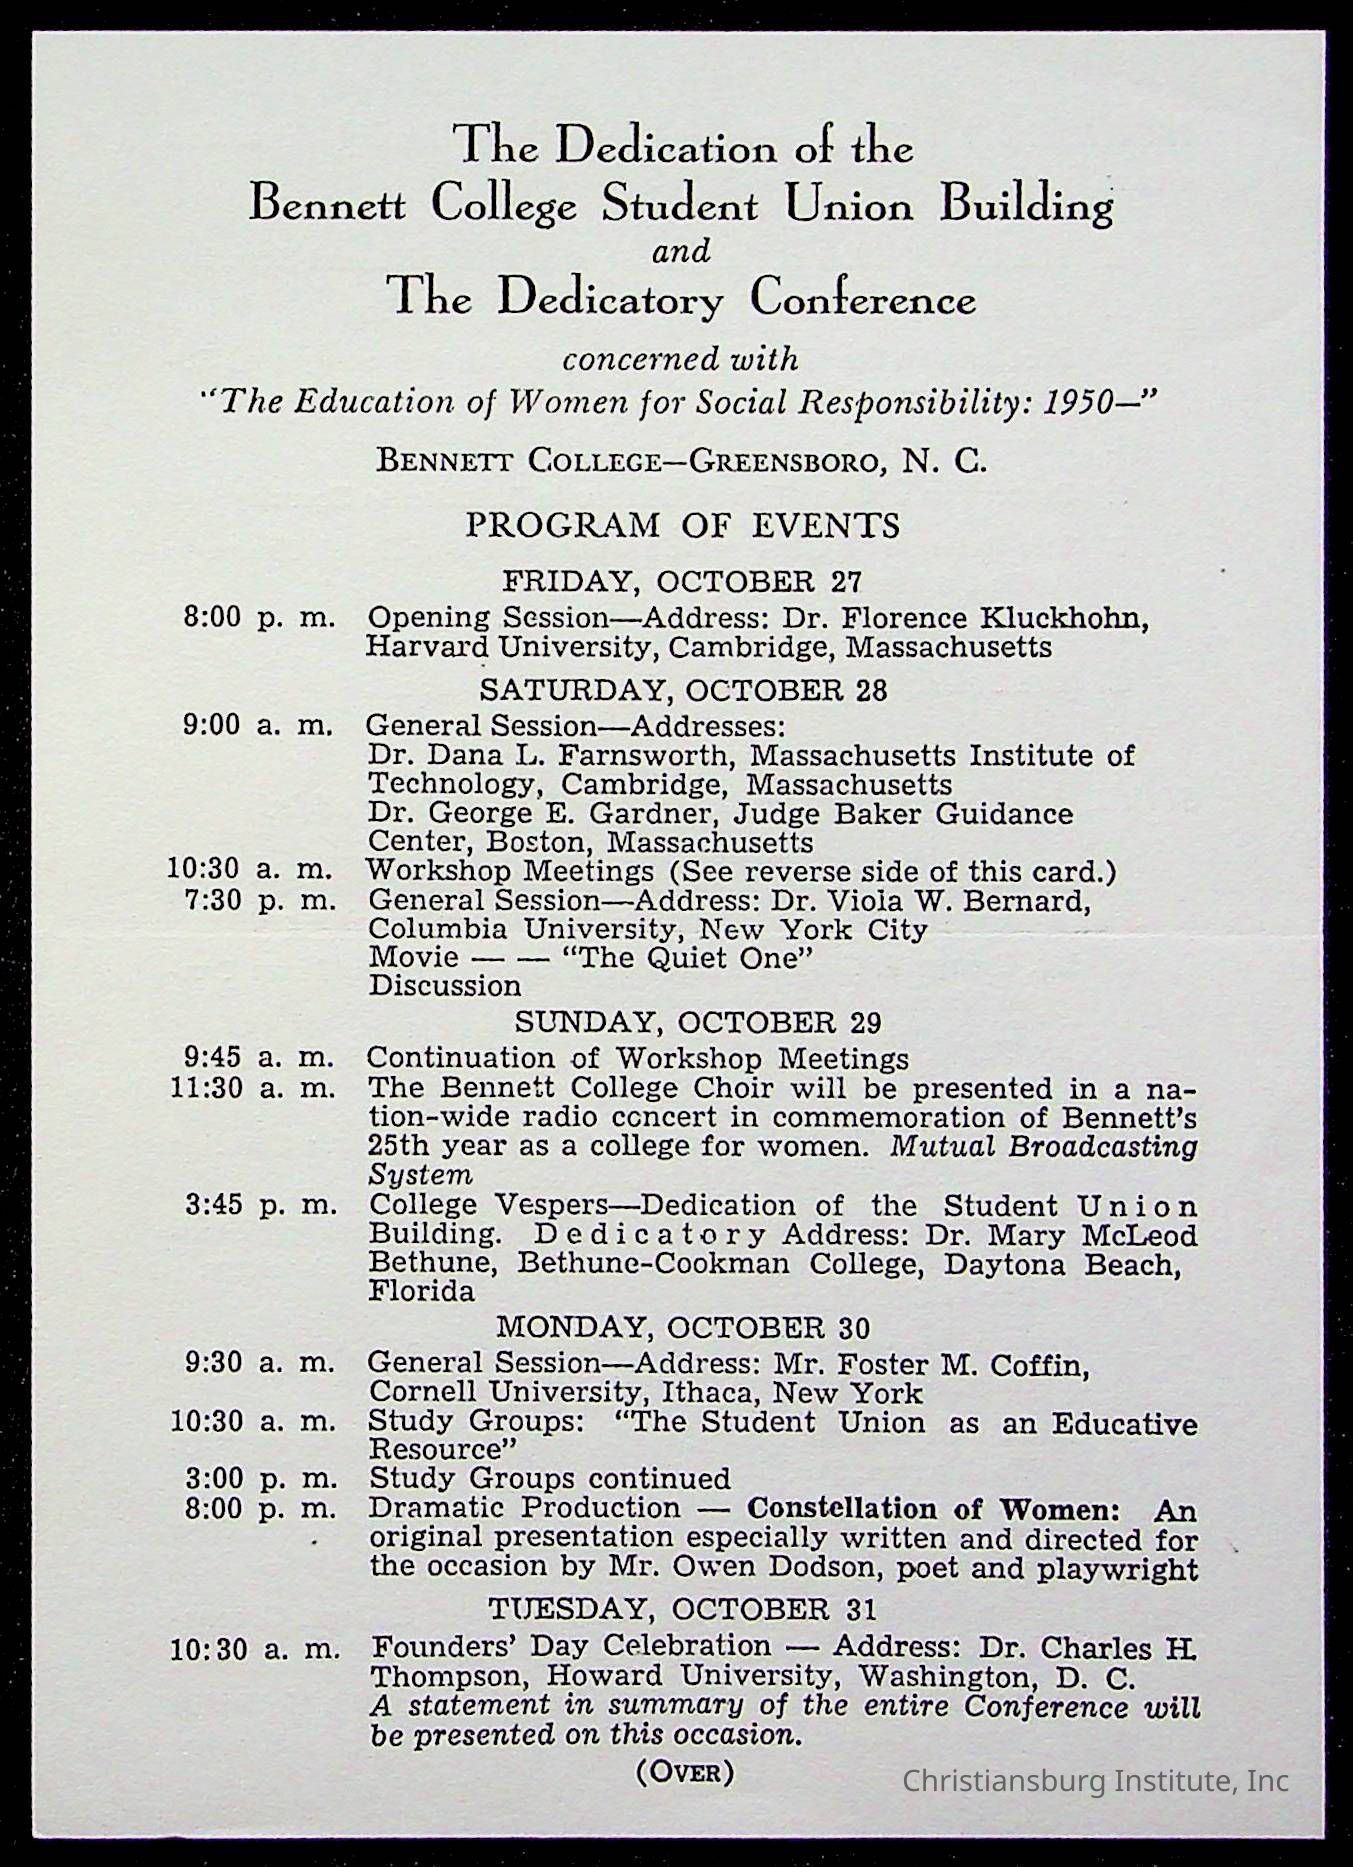 The Dedication of the
Bennett College Student Union Building
and
The Dedicatory Conference
concerned with
"The Education of Women for Social Responsibility: 1950—"
BENNETT COLLEGE—GREENSBORO, N. C.
PROGRAM OF EVENTS
FRIDAY, OCTOBER 27
8:00 p. m. Opening Session—Address: Dr. Florence Kluckhohn,
Harvard University, Cambridge, Massachusetts
SATURDAY, OCTOBER 28
9:00 a. m. General Session—Addresses:
Dr. Dana L. Farnsworth, Massachusetts Institute of
Technology, Cambridge, Massachusetts
Dr. George E. Gardner, Judge Baker Guidance
Center, Boston, Massachusetts
10:30 a. m. Workshop Meetings (See reverse side of this card.)
7:30 p. m. General Session—Address: Dr. Viola W. Bernard,
Columbia University, New York City
Movie — — "The Quiet One"
Discussion
SUNDAY, OCTOBER 29
9:45 a. m. Continuation of Workshop Meetings
11:30 a. m. The Bennett College Choir will be presented in a na-
tion-wide radio concert in commemoration of Bennett's
25th year as a college for women. Mutual Broadcasting
System
3:45 p. m. College Vespers—Dedication of the Student Union
Building. Dedicatory Address: Dr. Mary McLeod
Bethune, Bethune-Cookman College, Daytona Beach,
Florida
MONDAY, OCTOBER 30
9:30 a. m. General Session—Address: Mr. Foster M. Coffin,
Cornell University, Ithaca, New York
10:30 a. m. Study Groups: "The Student Union as an Educative
Resource"
3:00 p. m. Study Groups continued
8:00 p. m. Dramatic Production — Constellation of Women: An
original presentation especially written and directed for
the occasion by Mr. Owen Dodson, poet and playwright
TUESDAY, OCTOBER 31
10:30 a. m. Founders' Day Celebration — Address: Dr. Charles H.
Thompson, Howard University, Washington, D. C.
A statement in summary of the entire Conference will
be presented on this occasion.
(OVER)
Christiansburg Institute, Inc